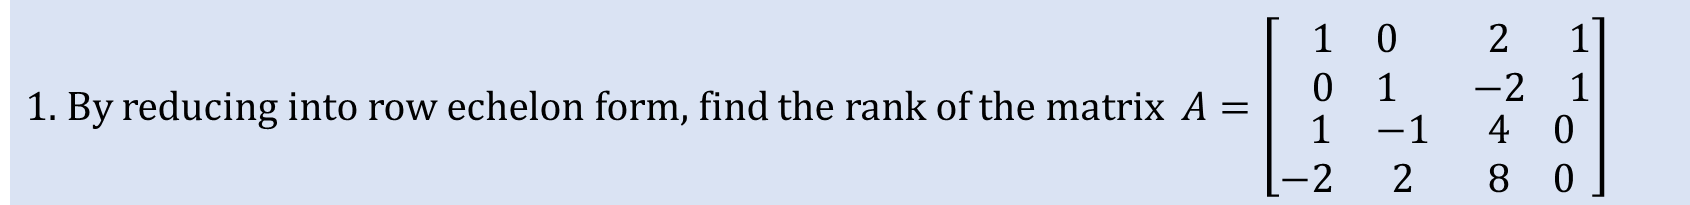 1. By reducing into row echelon form, find the rank of the matrix A = [1 0 2 1
0 1 −2 1
1 −1 4 0
−2 2 8 0]